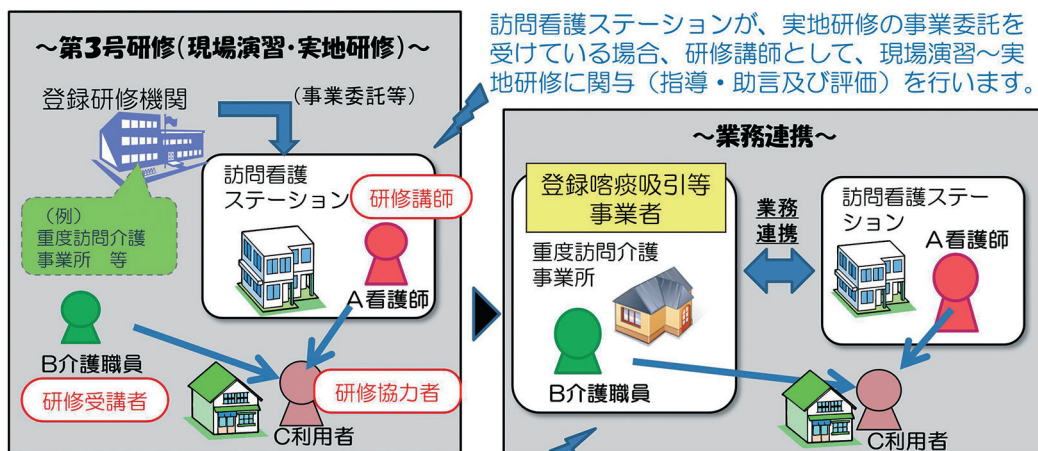 訪問看護ステーションが、実地研修の事業委託を
受けている場合、研修講師として、現場演習～実
地研修に関与（指導・助言及び評価）を行います。
～第3号研修(現場演習・実地研修)～
登録研修機関
（事業委託等）
訪問看護
ステーション
研修講師
（例）
重度訪問介護
事業所 等
A看護師
B介護職員
研修受講者
研修協力者
C利用者
～業務連携～
登録喀痰吸引等
事業者
重度訪問介護
事業所
B介護職員
業務
連携
訪問看護ステー
ション
A看護師
C利用者